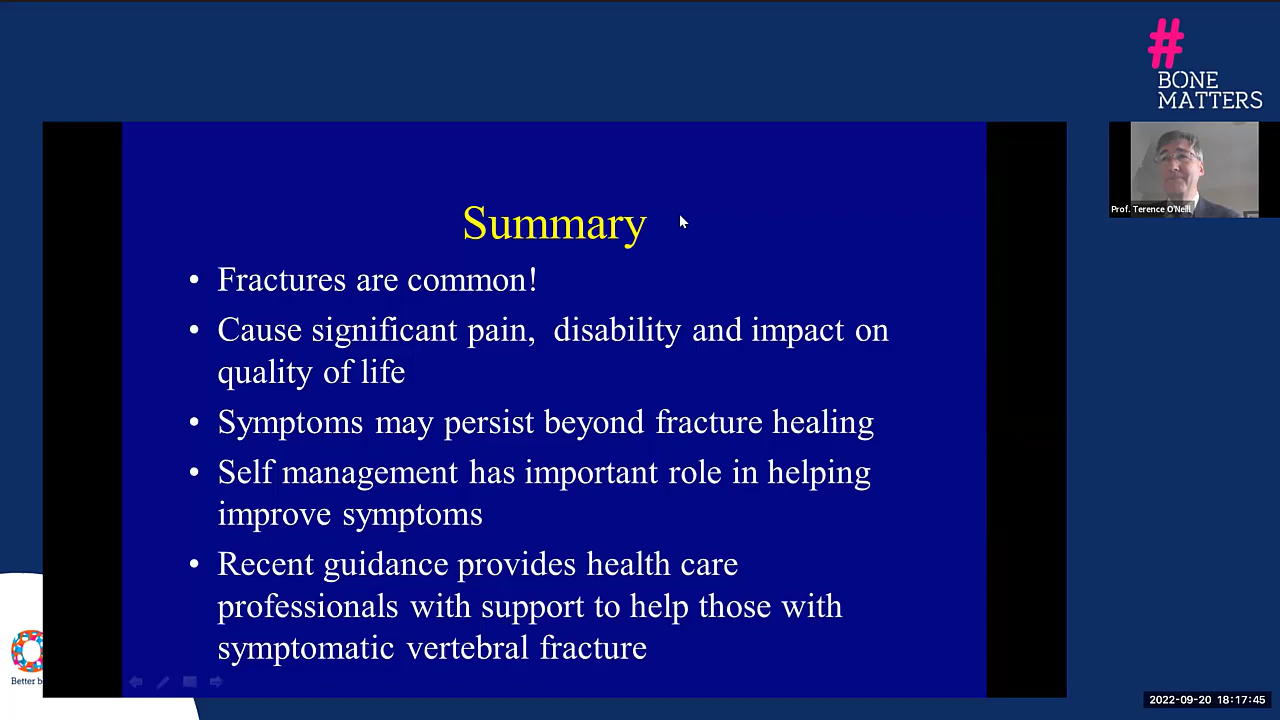 #
BONE
MATTERS
Prof. Terence O'Neill
Summary
• Fractures are common!
• Cause significant pain,  disability and impact on
quality of life
• Symptoms may persist beyond fracture healing
• Self management has important role in helping
improve symptoms
• Recent guidance provides health care
professionals with support to help those with
symptomatic vertebral fracture
Better b
2022-09-20 18:17:45